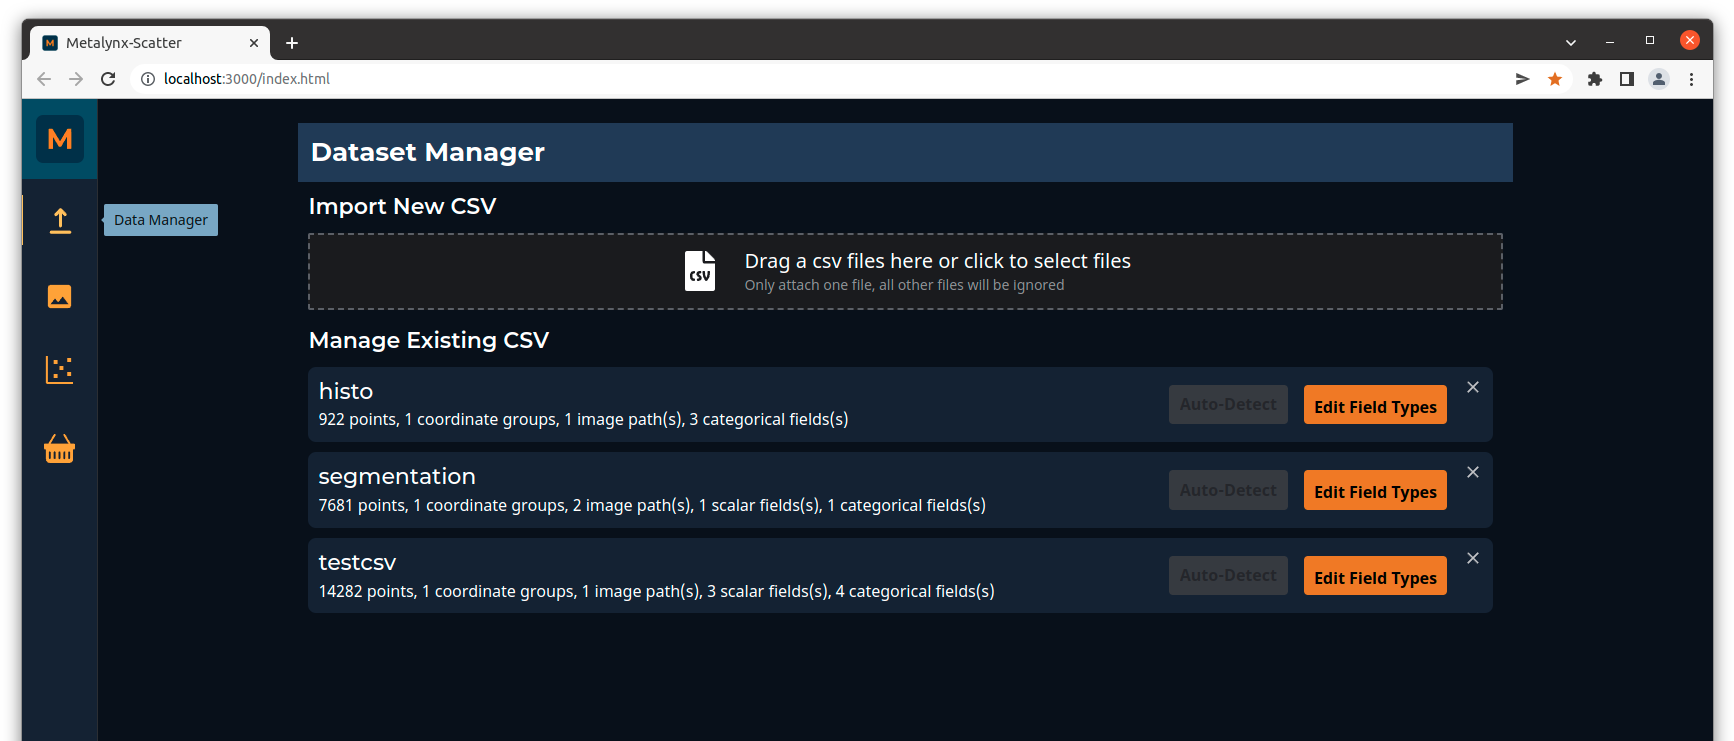 Metalynx-Scatter
localhost:3000/index.html
M
Data Manager
Dataset Manager
Import New CSV
CSV
Drag a csv files here or click to select files
Only attach one file, all other files will be ignored
Manage Existing CSV
histo
922 points, 1 coordinate groups, 1 image path(s), 3 categorical fields(s)
Auto-Detect
Edit Field Types
segmentation
7681 points, 1 coordinate groups, 2 image path(s), 1 scalar fields(s), 1 categorical fields(s)
Auto-Detect
Edit Field Types
testcsv
14282 points, 1 coordinate groups, 1 image path(s), 3 scalar fields(s), 4 categorical fields(s)
Auto-Detect
Edit Field Types